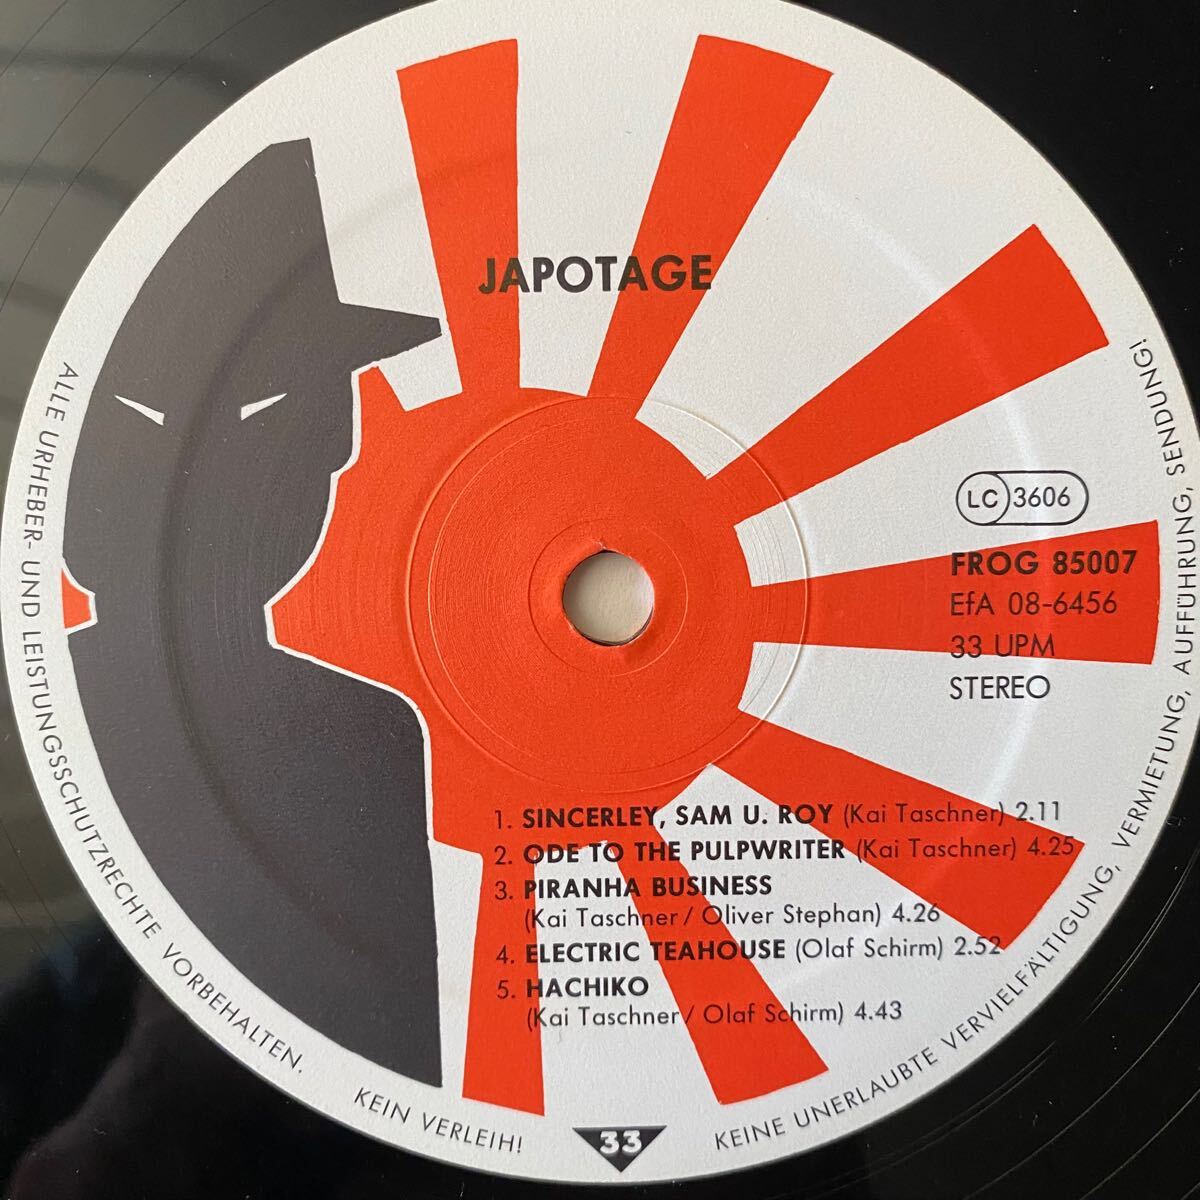 JAPOTAGE
LC 3606
FROG 85007
EfA 08-6456
33 UPM
STEREO
1. SINCERLEY, SAM U. ROY (Kai Taschner) 2.11
2. ODE TO THE PULPWRITER (Kai Taschner) 4.25
3. PIRANHA BUSINESS
(Kai Taschner / Oliver Stephan) 4.26
4. ELECTRIC TEAHOUSE (Olaf Schirm) 2.52
5. HACHIKO
(Kai Taschner / Olaf Schirm) 4.43
ALLE URHEBER- UND LEISTUNGSSCHUTZRECHTE VORBEHALTEN.
KEIN VERLEIH!
33
KEINE UNERLAUBTE VERVIELFÄLTIGUNG, VERMIETUNG, AUFFÜHRUNG, SENDUNG!